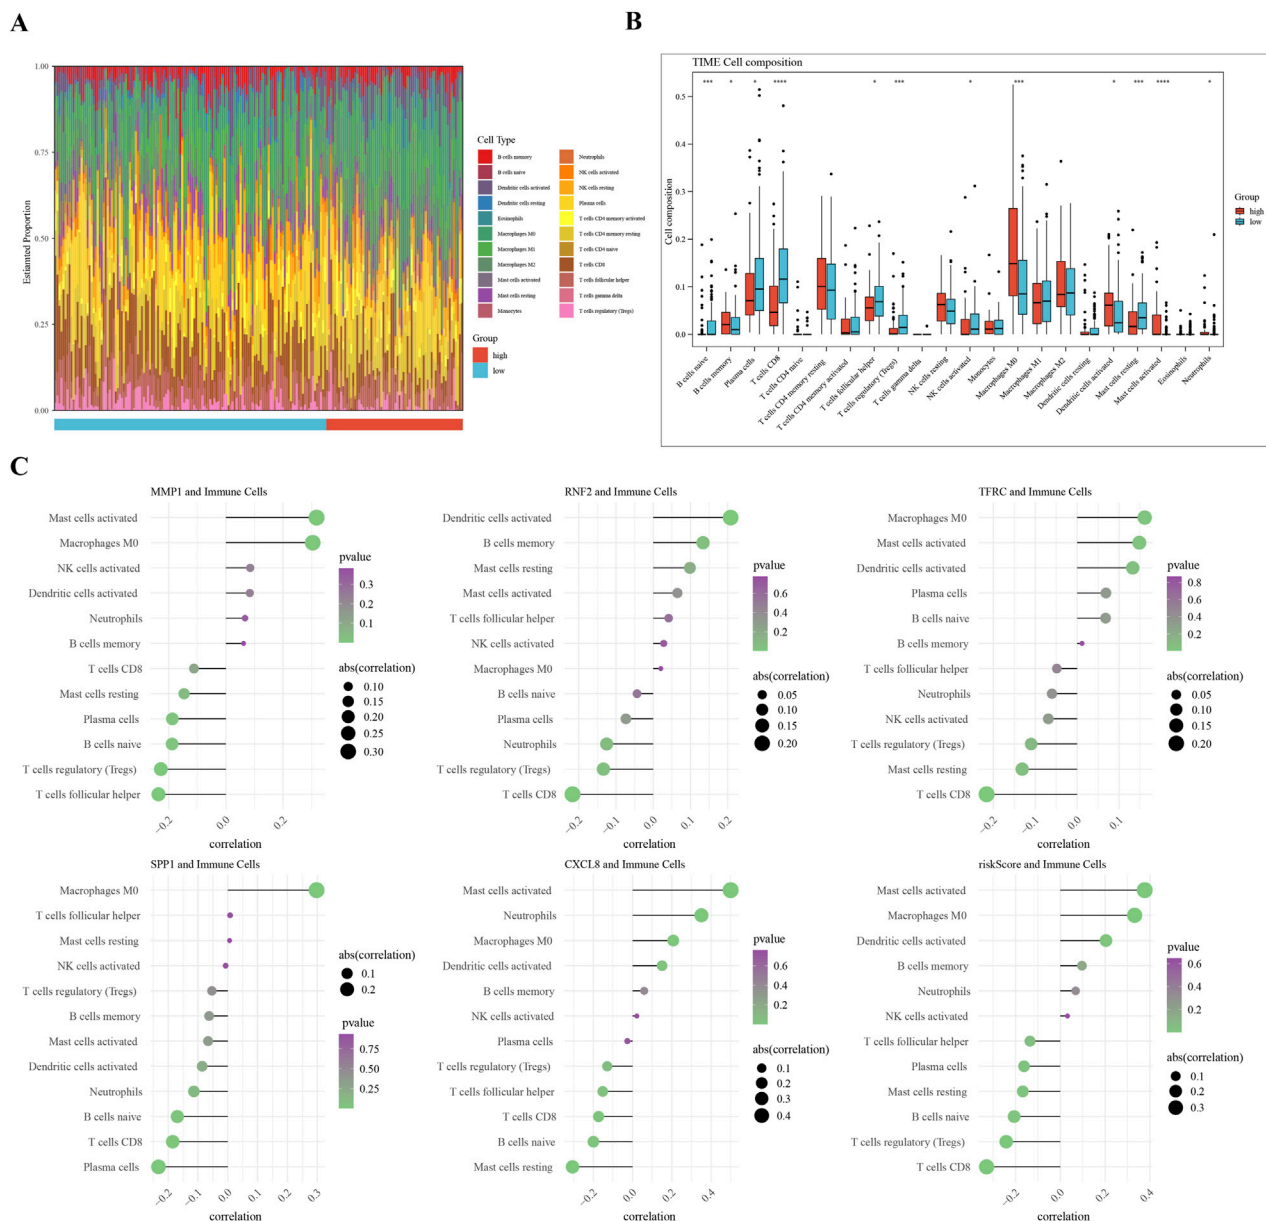 A
1.00
0.75
0.50
0.25
0.00
Estiamted Proportion
Cell Type
B cells memory
B cells naive
Dendritic cells activated
Dendritic cells resting
Eosinophils
Macrophages M0
Macrophages M1
Macrophages M2
Mast cells activated
Mast cells resting
Monocytes
Neutrophils
NK cells activated
NK cells resting
Plasma cells
T cells CD4 memory activated
T cells CD4 memory resting
T cells CD4 naive
T cells CD8
T cells follicular helper
T cells gamma delta
T cells regulatory (Tregs)
Group
high
low
B
TIME Cell composition
*** * * **** * *** * *** * *** **** *
0.5
0.4
0.3
0.2
0.1
0.0
Cell composition
B cells naive
B cells memory
Plasma cells
T cells CD8
T cells CD4 naive
T cells CD4 memory resting
T cells CD4 memory activated
T cells follicular helper
T cells regulatory (Tregs)
T cells gamma delta
NK cells resting
NK cells activated
Monocytes
Macrophages M0
Macrophages M1
Macrophages M2
Dendritic cells resting
Dendritic cells activated
Mast cells resting
Mast cells activated
Eosinophils
Neutrophils
Group
high
low
C
MMP1 and Immune Cells
Mast cells activated
Macrophages M0
NK cells activated
Dendritic cells activated
Neutrophils
B cells memory
T cells CD8
Mast cells resting
Plasma cells
B cells naive
T cells regulatory (Tregs)
T cells follicular helper
−0.2
0.0
0.2
correlation
pvalue
0.3
0.2
0.1
abs(correlation)
0.10
0.15
0.20
0.25
0.30
RNF2 and Immune Cells
Dendritic cells activated
B cells memory
Mast cells resting
Mast cells activated
T cells follicular helper
NK cells activated
Macrophages M0
B cells naive
Plasma cells
Neutrophils
T cells regulatory (Tregs)
T cells CD8
−0.2
−0.1
0.0
0.1
0.2
correlation
pvalue
0.6
0.4
0.2
abs(correlation)
0.05
0.10
0.15
0.20
TFRC and Immune Cells
Macrophages M0
Mast cells activated
Dendritic cells activated
Plasma cells
B cells naive
B cells memory
T cells follicular helper
Neutrophils
NK cells activated
T cells regulatory (Tregs)
Mast cells resting
T cells CD8
−0.2
−0.1
0.0
0.1
correlation
pvalue
0.8
0.6
0.4
0.2
abs(correlation)
0.05
0.10
0.15
0.20
SPP1 and Immune Cells
Macrophages M0
T cells follicular helper
Mast cells resting
NK cells activated
T cells regulatory (Tregs)
B cells memory
Mast cells activated
Dendritic cells activated
Neutrophils
B cells naive
T cells CD8
Plasma cells
−0.2
−0.1
0.0
0.1
0.2
0.3
correlation
abs(correlation)
0.1
0.2
pvalue
0.75
0.50
0.25
CXCL8 and Immune Cells
Mast cells activated
Neutrophils
Macrophages M0
Dendritic cells activated
B cells memory
NK cells activated
Plasma cells
T cells regulatory (Tregs)
T cells follicular helper
T cells CD8
B cells naive
Mast cells resting
−0.2
0.0
0.2
0.4
correlation
pvalue
0.6
0.4
0.2
abs(correlation)
0.1
0.2
0.3
0.4
riskScore and Immune Cells
Mast cells activated
Macrophages M0
Dendritic cells activated
B cells memory
Neutrophils
NK cells activated
T cells follicular helper
Plasma cells
Mast cells resting
B cells naive
T cells regulatory (Tregs)
T cells CD8
−0.2
0.0
0.2
0.4
correlation
pvalue
0.6
0.4
0.2
abs(correlation)
0.1
0.2
0.3